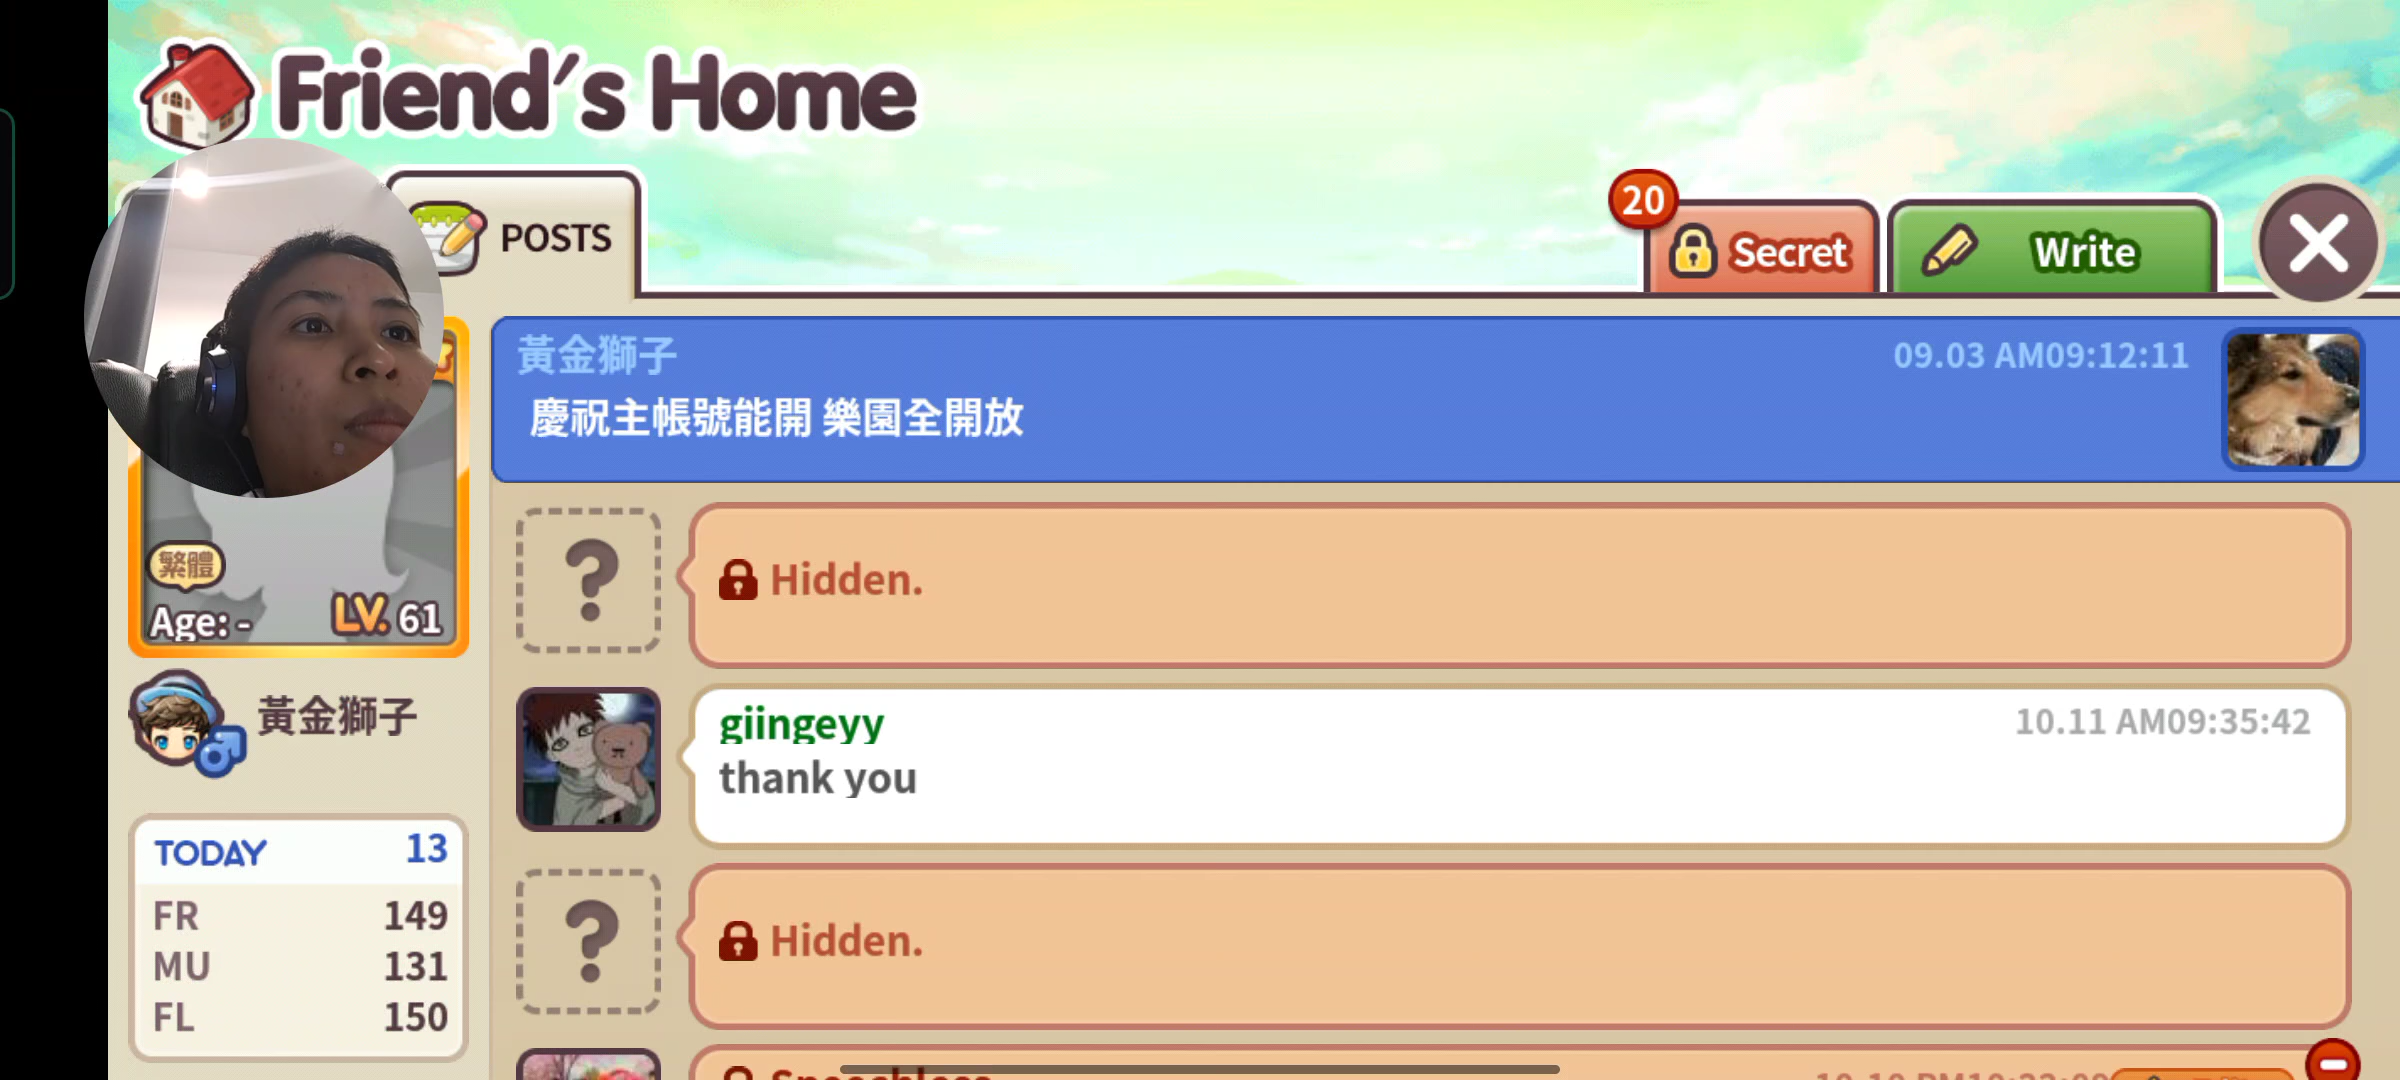 Friend's Home
POSTS
20
Secret
Write
黃金獅子
09.03 AM09:12:11
慶祝主帳號能開 樂園全開放
繁體
Age: -
LV. 61
黃金獅子
TODAY 13
FR 149
MU 131
FL 150
Hidden.
giingeyy
10.11 AM09:35:42
thank you
Hidden.
Speechless